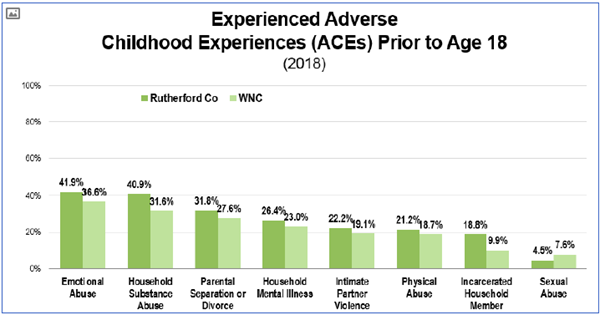 Experienced Adverse
Childhood Experiences (ACEs) Prior to Age 18
(2018)
100%
80%
60%
40%
20%
0%
Rutherford Co WNC
41.9% 36.6% 40.9% 31.6% 31.8% 27.6% 26.4% 23.0% 22.2% 19.1% 21.2% 18.7% 18.8% 9.9% 4.5% 7.6%
Emotional Abuse
Household Substance Abuse
Parental Separation or Divorce
Household Mental Illness
Intimate Partner Violence
Physical Abuse
Incarcerated Household Member
Sexual Abuse